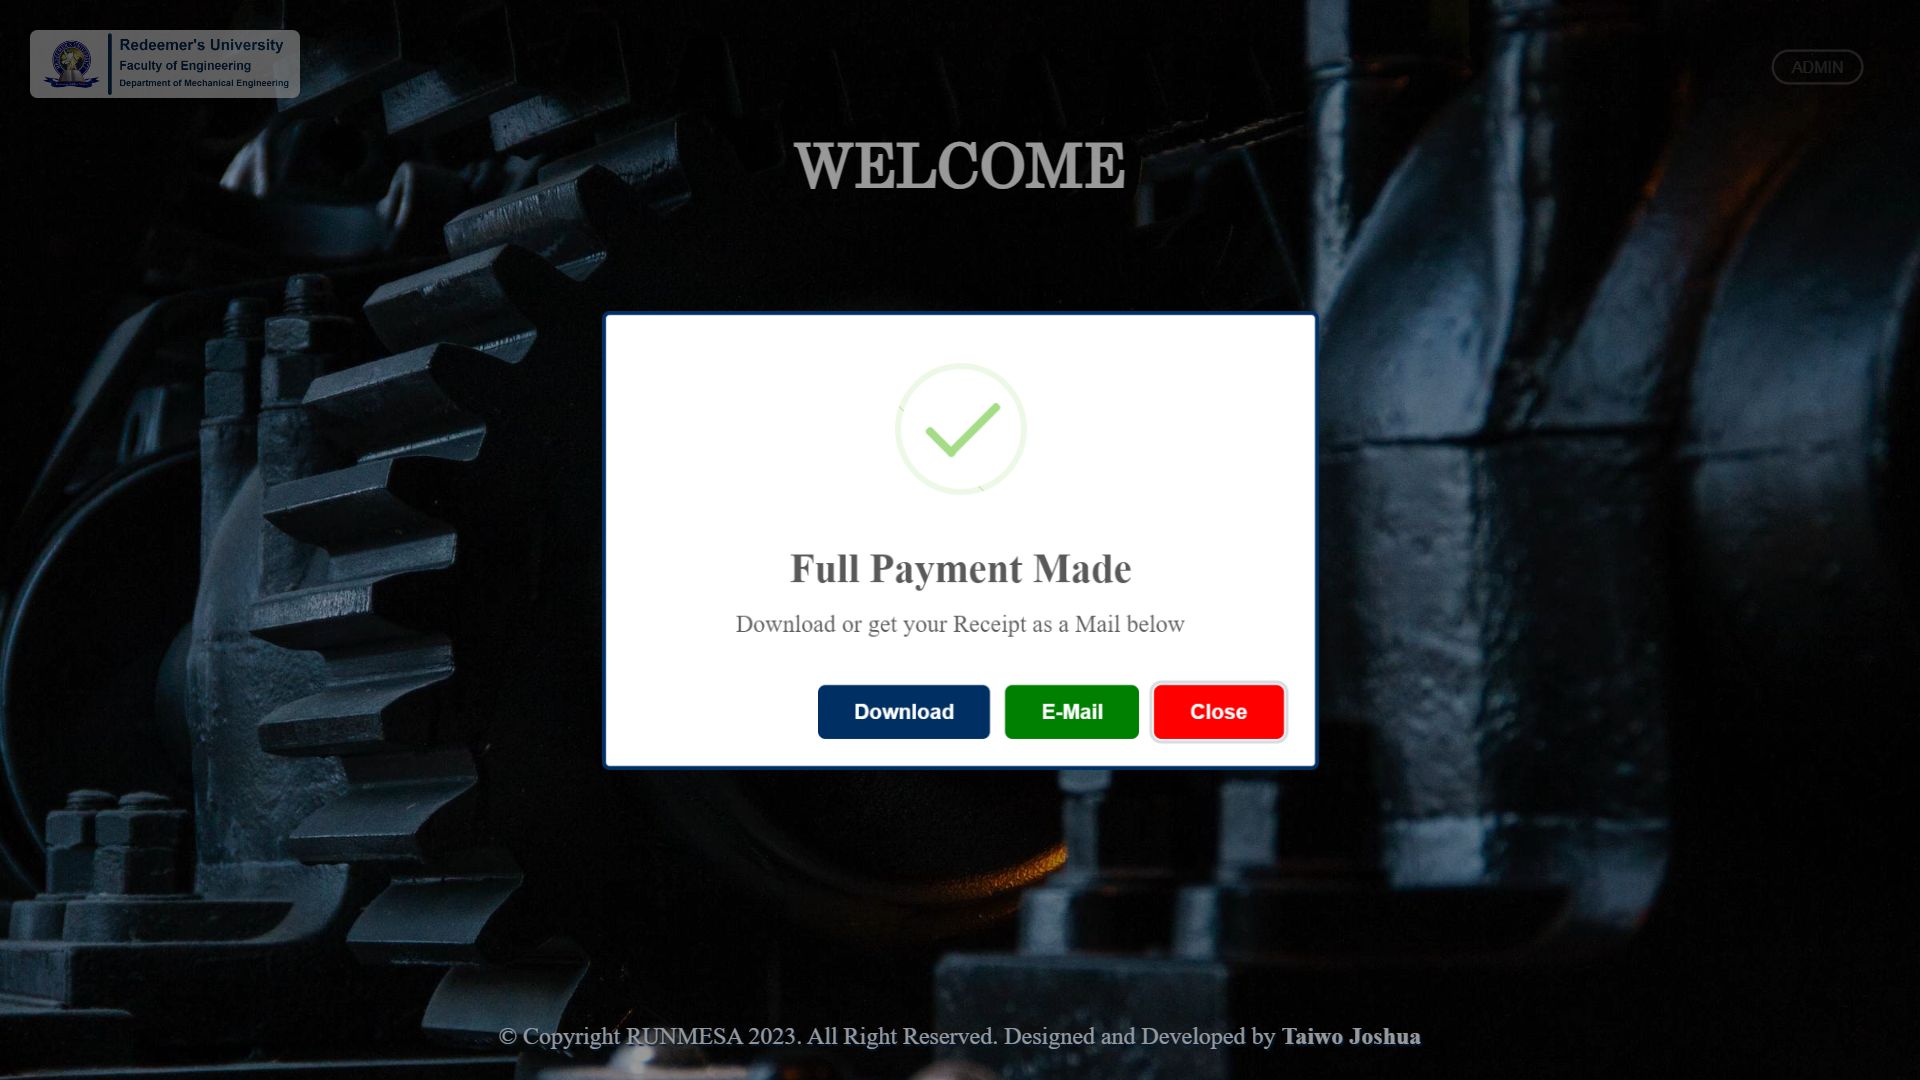 Redeemer's University
Faculty of Engineering
Department of Mechanical Engineering
ADMIN
WELCOME
Full Payment Made
Download or get your Receipt as a Mail below
Download
E-Mail
Close
© Copyright RUNMESA 2023. All Right Reserved. Designed and Developed by Taiwo Joshua